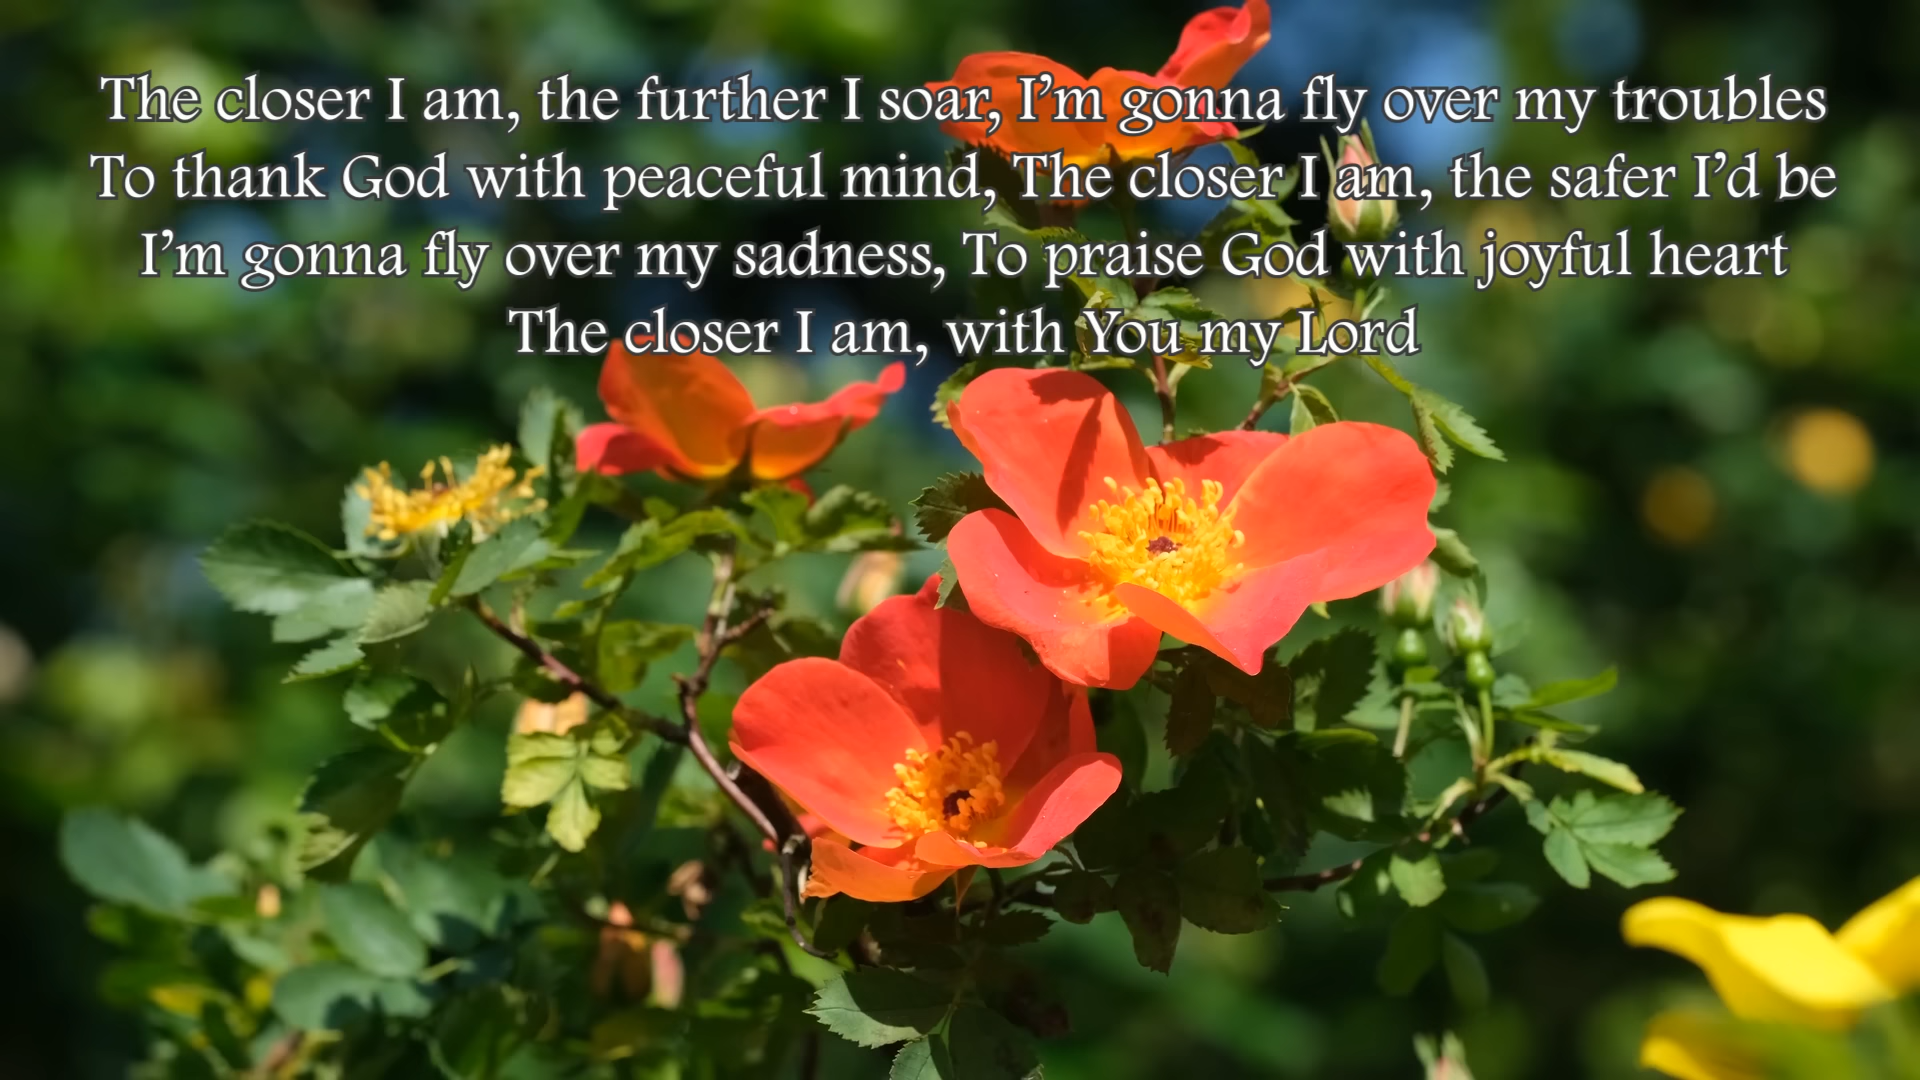 The closer I am, the further I soar, I’m gonna fly over my troubles
To thank God with peaceful mind, The closer I am, the safer I’d be
I’m gonna fly over my sadness, To praise God with joyful heart
The closer I am, with You my Lord